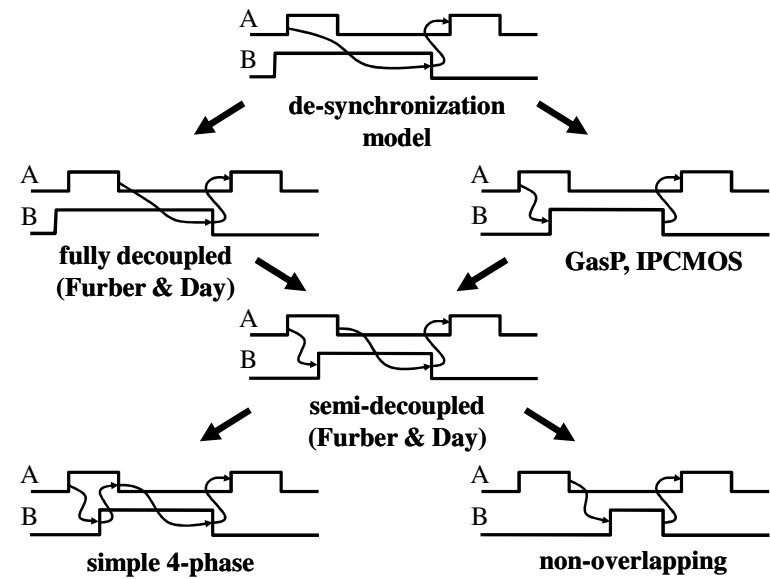 A
B
de-synchronization
model
A
B
fully decoupled
(Furber & Day)
A
B
GasP, IPCMOS
A
B
semi-decoupled
(Furber & Day)
A
B
simple 4-phase
A
B
non-overlapping